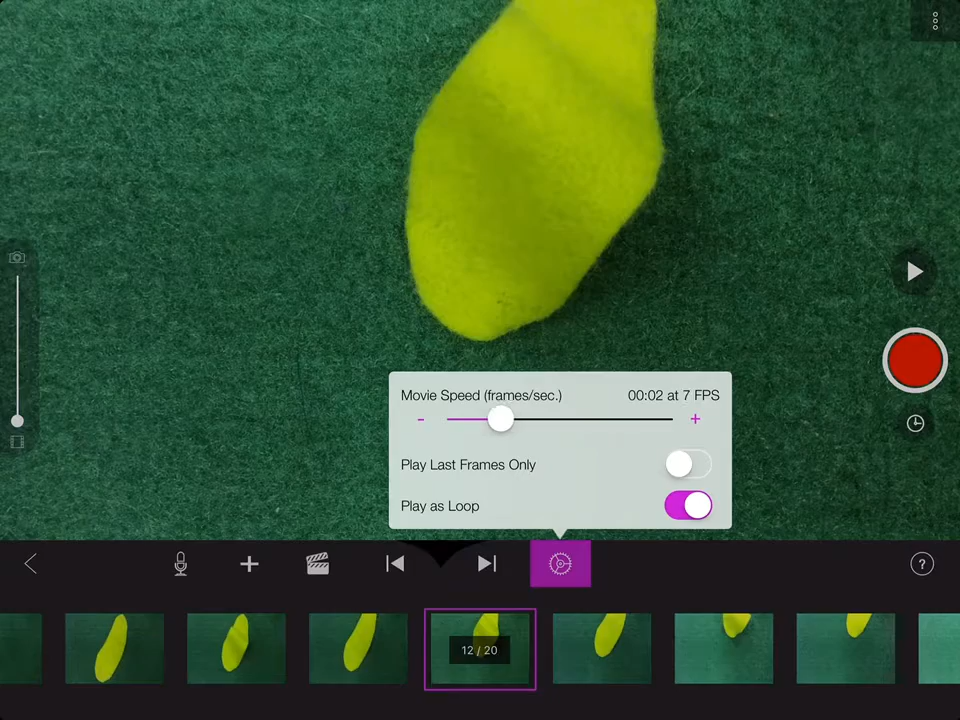 Movie Speed (frames/sec.) 00:02 at 7 FPS
- +
Play Last Frames Only
Play as Loop
?
12 / 20